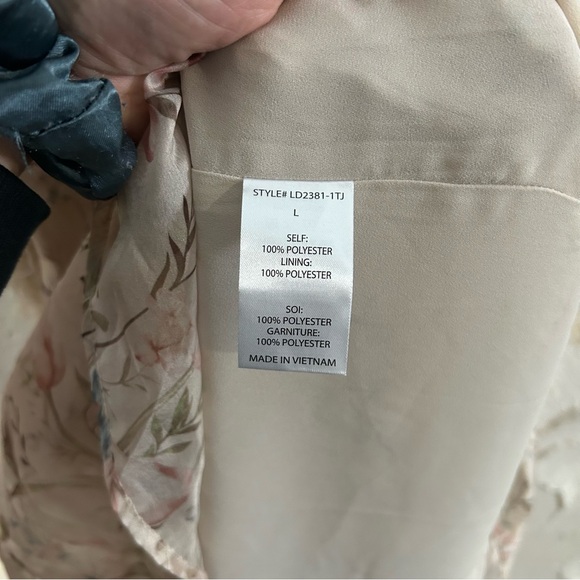 STYLE# LD2381-1TJ
L
SELF:
100% POLYESTER
LINING:
100% POLYESTER
SOI:
100% POLYESTER
GARNITURE:
100% POLYESTER
MADE IN VIETNAM